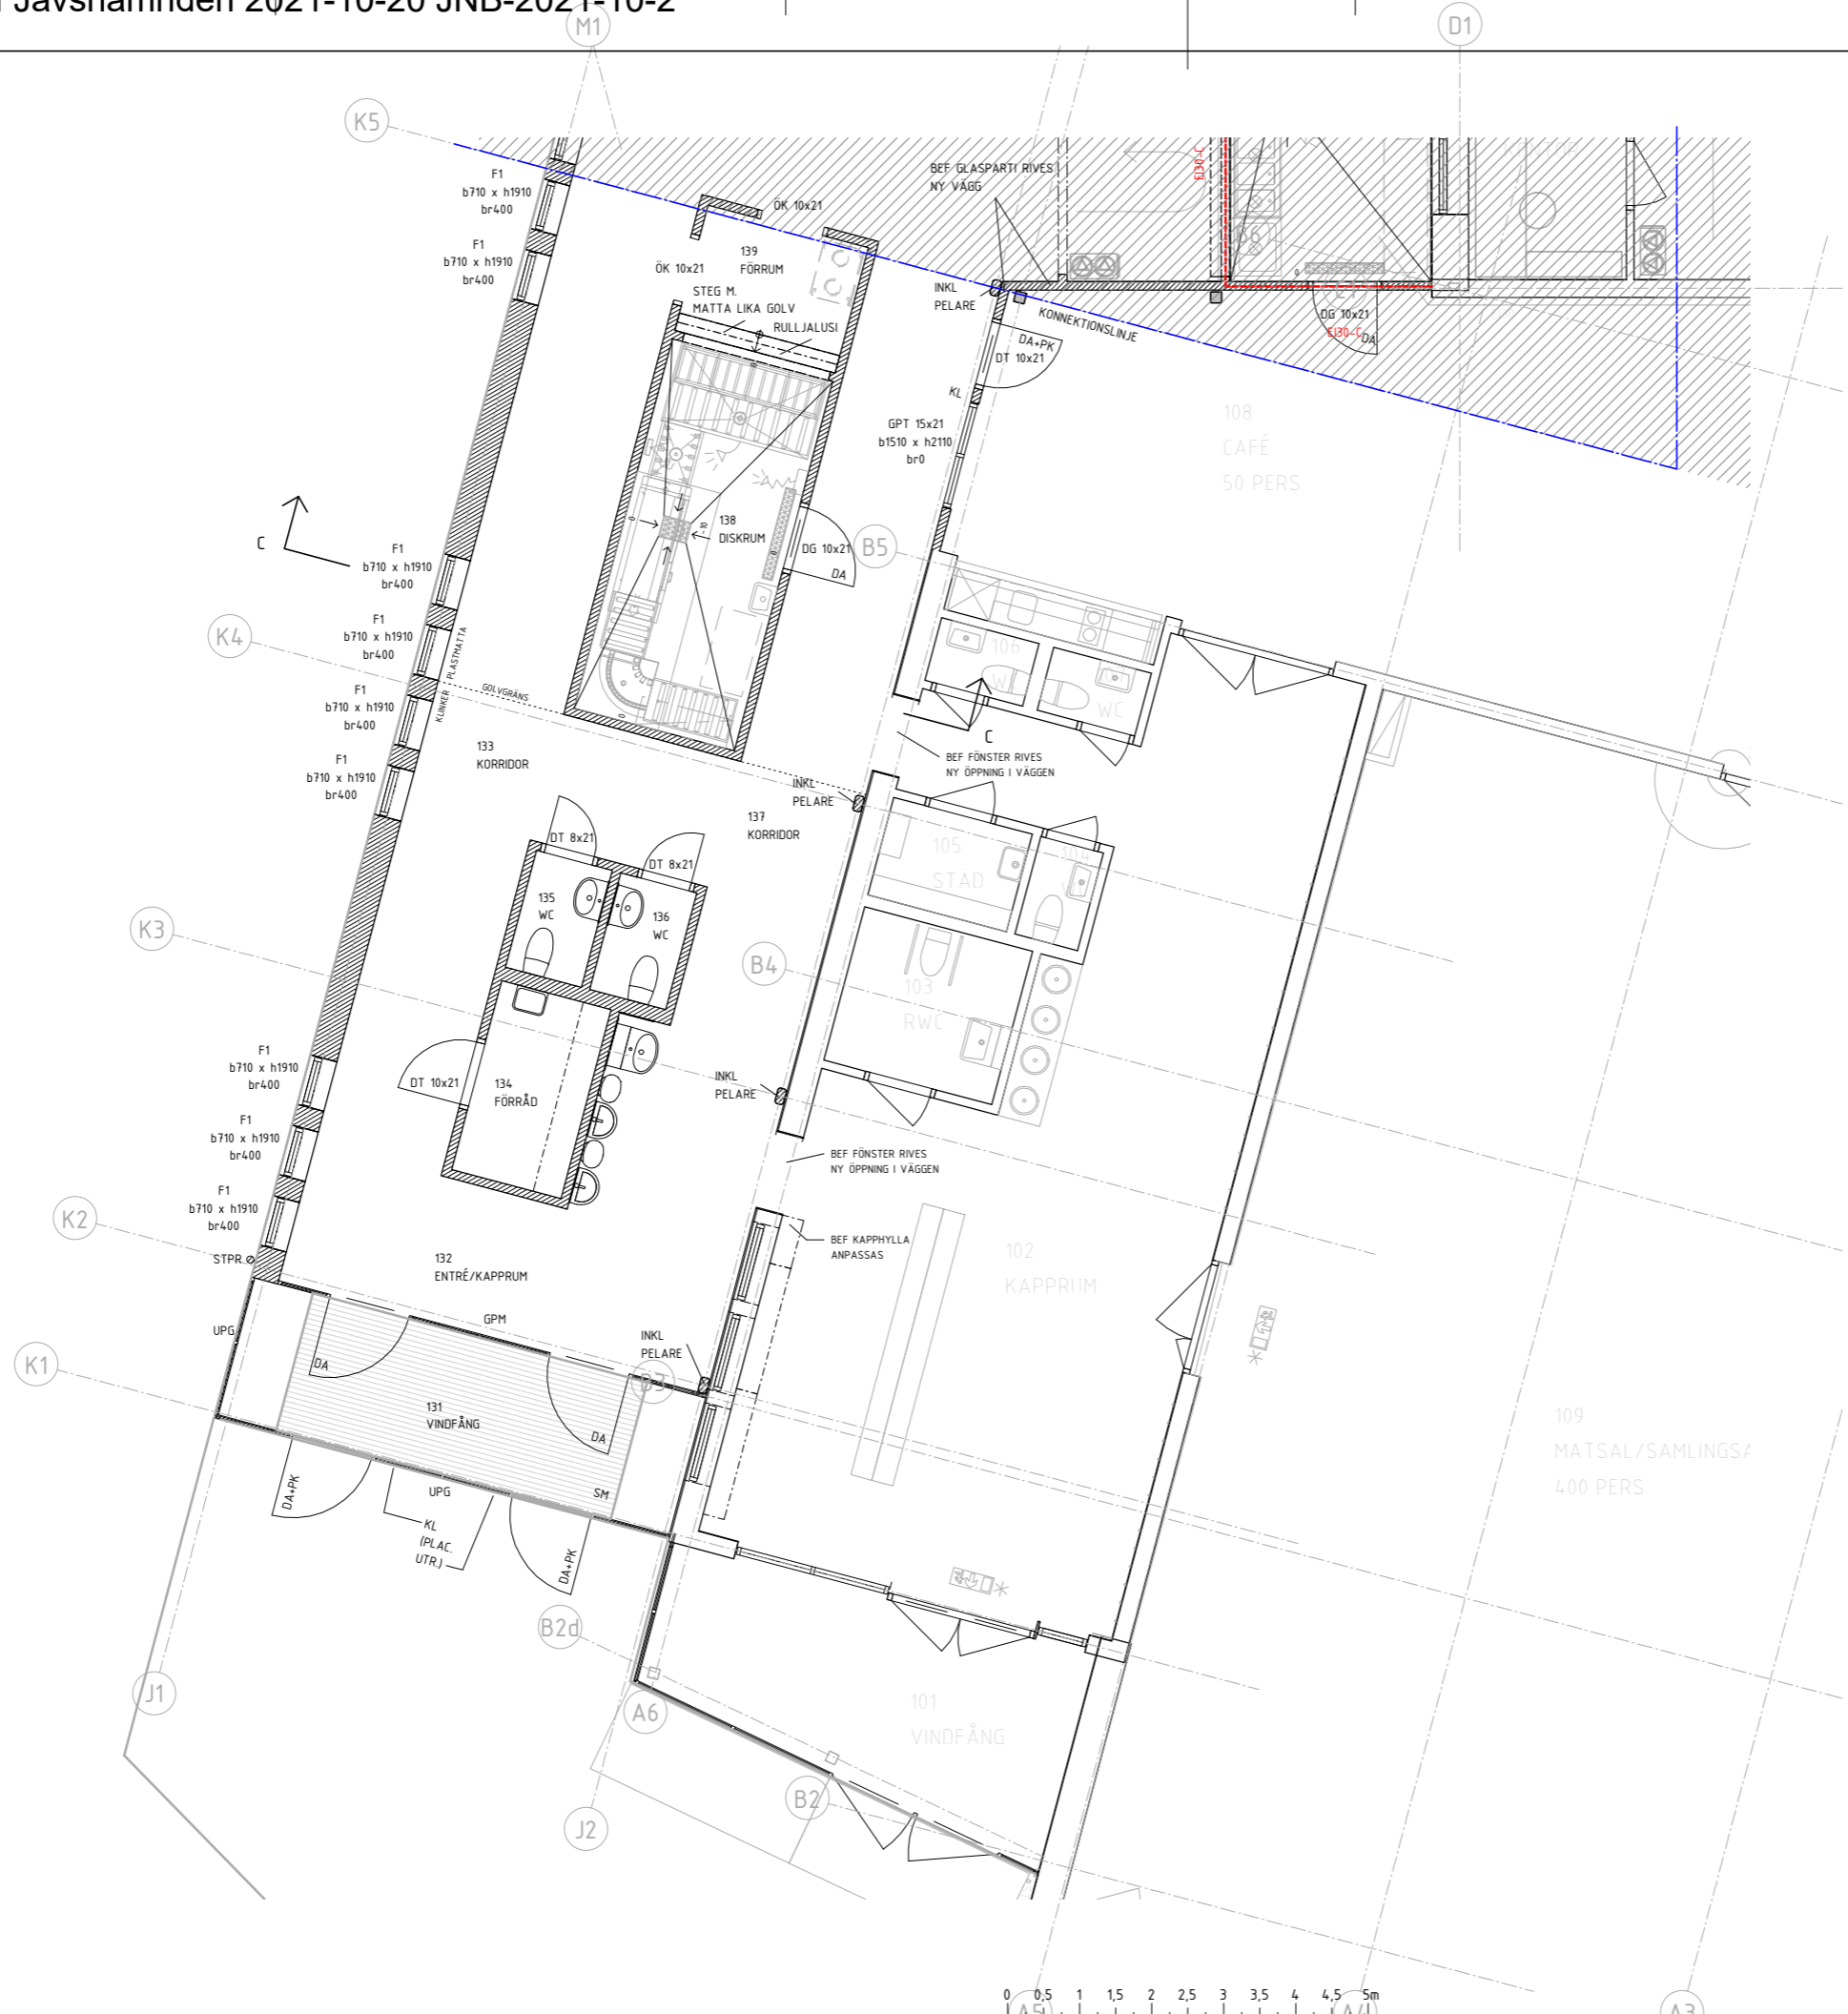 Jävsnämnden 2021-10-20 JNB-2021-10-2
M1
D1
K5
F1
b710 x h1910
br400
BEF GLASPARTI RIVES
NY VÄGG
EI30-C
ÖK 10x21
F1
b710 x h1910
br400
139
FÖRRUM
ÖK 10x21
B6
STEG M.
MATTA LIKA GOLV
RULLJALUSI
INKL
PELARE
KONNEKTIONSLINJE
C1
DG 10x21
EI30-C
DA
DA+PK
DT 10x21
KL
GPT 15x21
b1510 x h2110
br0
108
CAFÉ
50 PERS
C
138
DISKRUM
-10
DG 10x21
DA
B5
F1
b710 x h1910
br400
K4
F1
b710 x h1910
br400
KLINKER
PLASTMATTA
GOLVGRÄNS
F1
b710 x h1910
br400
106
WC
WC
C
133
KORRIDOR
F1
b710 x h1910
br400
BEF FÖNSTER RIVES
NY ÖPPNING I VÄGGEN
INKL
PELARE
137
KORRIDOR
DT 8x21
DT 8x21
105
STÄD
104
135
WC
136
WC
K3
B4
103
RWC
F1
b710 x h1910
br400
DT 10x21
134
FÖRRÅD
INKL
PELARE
F1
b710 x h1910
br400
BEF FÖNSTER RIVES
NY ÖPPNING I VÄGGEN
F1
b710 x h1910
br400
K2
STPR
BEF KAPPHYLLA
ANPASSAS
132
ENTRÉ/KAPPRUM
102
KAPPRUM
UPG
GPM
INKL
PELARE
K1
DA
B3
131
VINDFÅNG
DA
109
MATSAL/SAMLINGSA
400 PERS
DA+PK
UPG
SM
KL
(PLAC.
UTR.)
DA+PK
B2d
J1
A6
101
VINDFÅNG
B2
J2
0 0,5 1 1,5 2 2,5 3 3,5 4 4,5 5m
A5
A4
A3